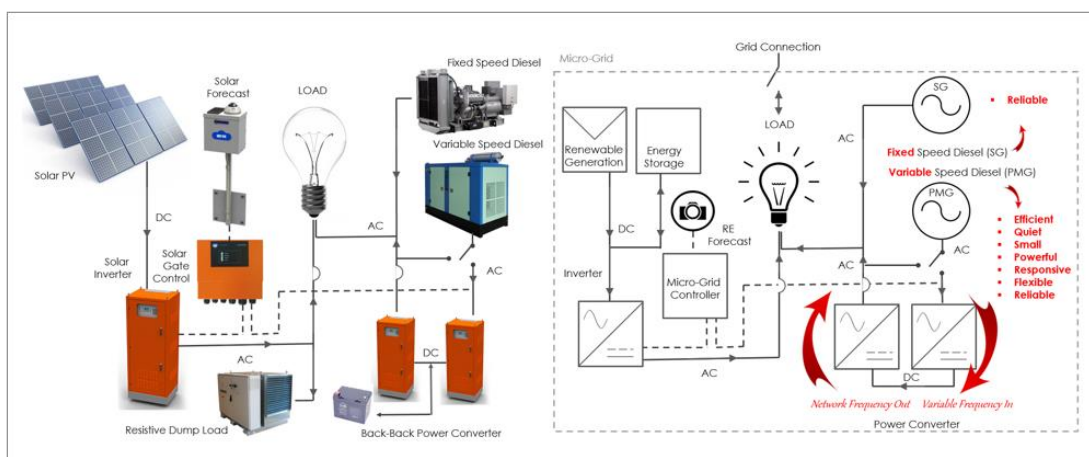 Solar
Forecast
LOAD
Fixed Speed Diesel
Variable Speed Diesel
Solar PV
DC
AC
Solar
Inverter
Solar
Gate
Control
AC
AC
DC
Resistive Dump Load
Back-Back Power Converter
Grid Connection
Micro-Grid
LOAD
SG
Reliable
AC
Fixed Speed Diesel (SG)
Variable Speed Diesel (PMG)
Renewable
Generation
Energy
Storage
PMG
RE
Forecast
DC
AC
AC
Efficient
Quiet
Small
Powerful
Responsive
Flexible
Reliable
Inverter
Micro-Grid
Controller
AC
DC
Network Frequency Out
Variable Frequency In
Power Converter